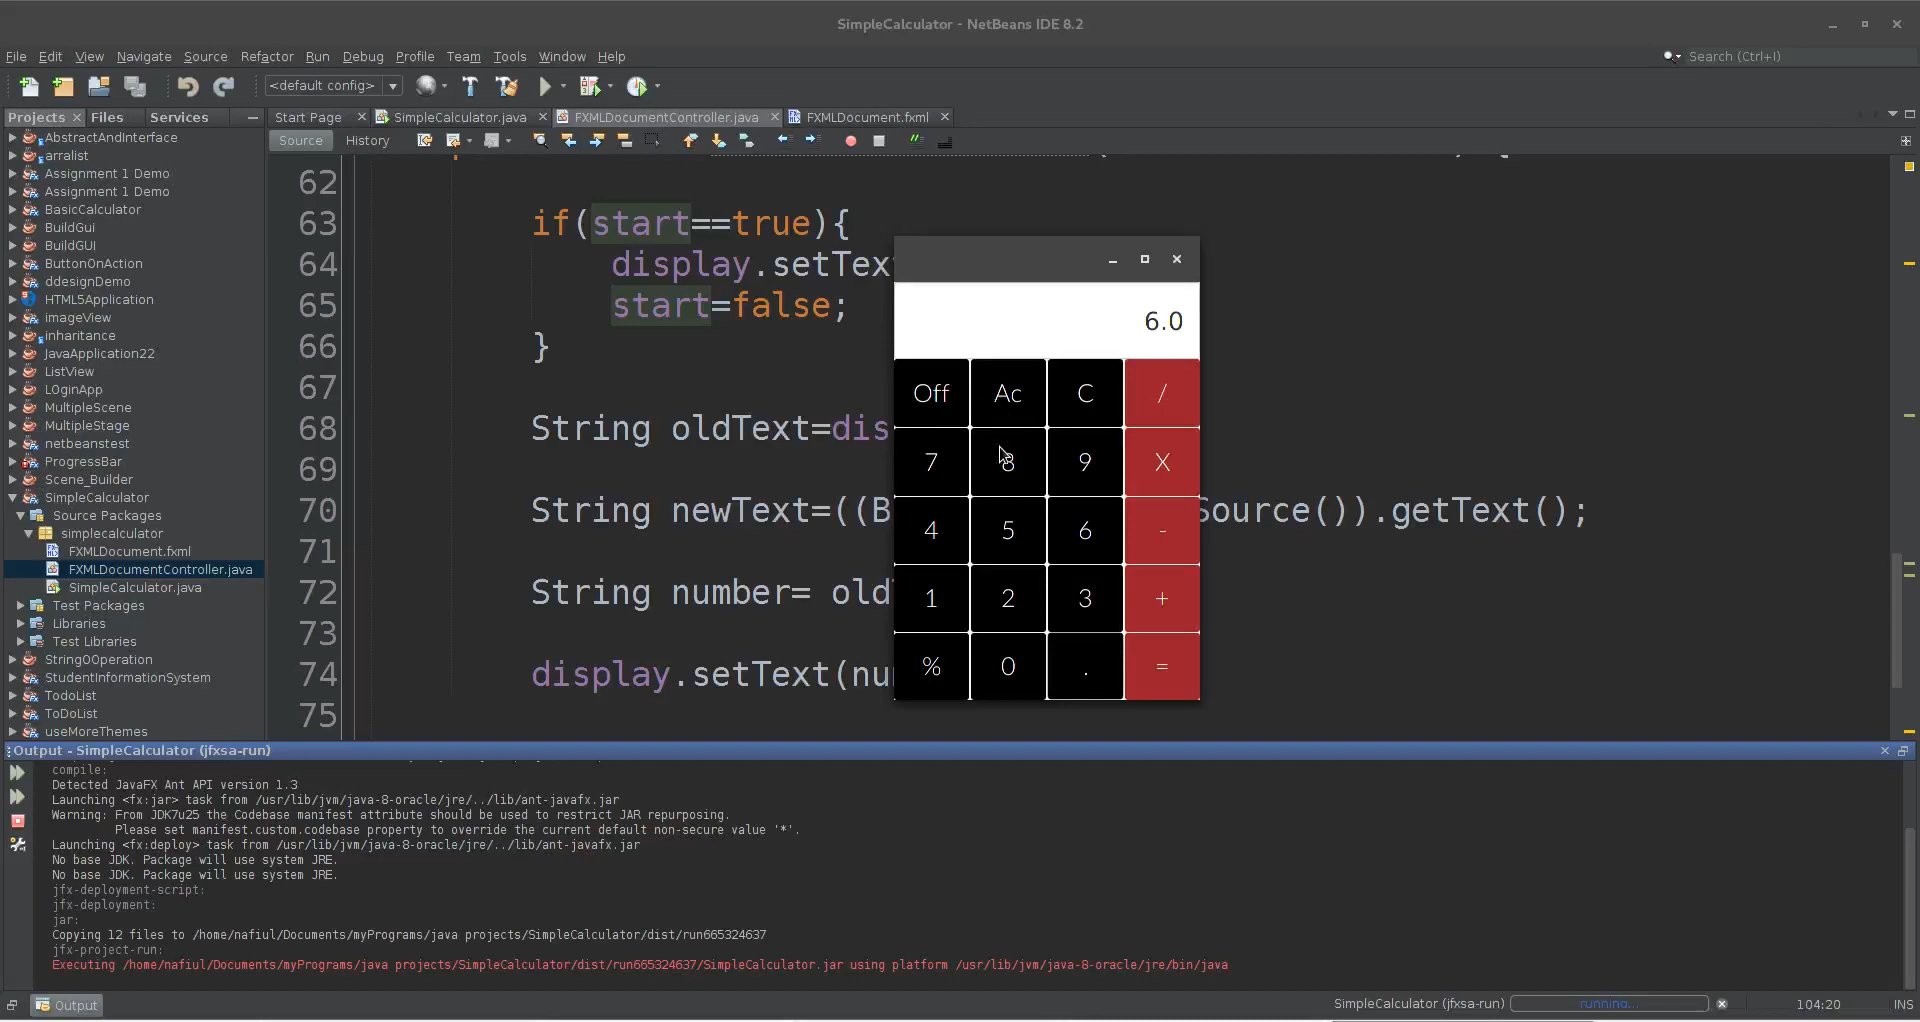 SimpleCalculator - NetBeans IDE 8.2
File Edit View Navigate Source Refactor Run Debug Profile Team Tools Window Help
Search (Ctrl+I)
<default config>
Projects Files Services
Start Page SimpleCalculator.java FXMLDocumentController.java FXMLDocument.fxml
Source History
AbstractAndInterface
arralist
Assignment 1 Demo
Assignment 1 Demo
BasicCalculator
BuildGui
BuildGUI
ButtonOnAction
ddesignDemo
HTML5Application
imageView
inheritance
JavaApplication22
ListView
LOginApp
MultipleScene
MultipleStage
netbeanstest
ProgressBar
Scene_Builder
SimpleCalculator
Source Packages
simplecalculator
FXMLDocument.fxml
FXMLDocumentController.java
SimpleCalculator.java
Test Packages
Libraries
Test Libraries
StringOOperation
StudentInformationSystem
TodoList
ToDoList
useMoreThemes
62
63 if(start==true){
64 display.setTex
65 start=false;
66 }
67
68 String oldText=dis
69
70 String newText=((B Source()).getText();
71
72 String number= old
73
74 display.setText(nu
75
6.0
Off Ac C /
7 8 9 X
4 5 6 -
1 2 3 +
% 0 . =
Output - SimpleCalculator (jfxsa-run)
compile:
Detected JavaFX Ant API version 1.3
Launching <fx:jar> task from /usr/lib/jvm/java-8-oracle/jre/../lib/ant-javafx.jar
Warning: From JDK7u25 the Codebase manifest attribute should be used to restrict JAR repurposing.
Please set manifest.custom.codebase property to override the current default non-secure value '*'.
Launching <fx:deploy> task from /usr/lib/jvm/java-8-oracle/jre/../lib/ant-javafx.jar
No base JDK. Package will use system JRE.
No base JDK. Package will use system JRE.
jfx-deployment-script:
jfx-deployment:
jar:
Copying 12 files to /home/nafiul/Documents/myPrograms/java projects/SimpleCalculator/dist/run665324637
jfx-project-run:
Executing /home/nafiul/Documents/myPrograms/java projects/SimpleCalculator/dist/run665324637/SimpleCalculator.jar using platform /usr/lib/jvm/java-8-oracle/jre/bin/java
Output
SimpleCalculator (jfxsa-run) running... 104:20 INS